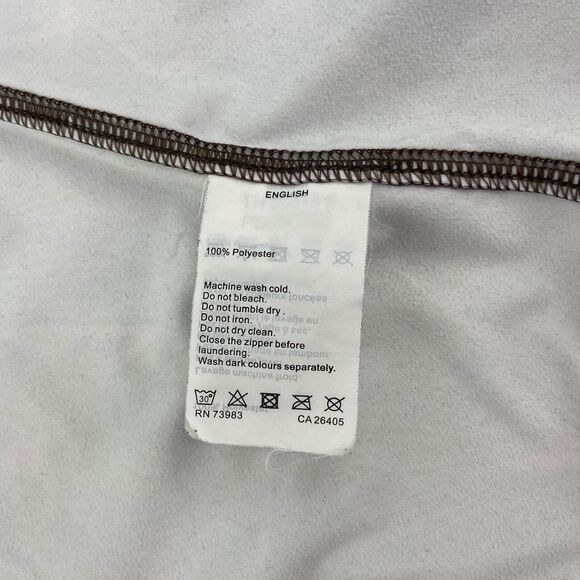 ENGLISH
100% Polyester
Machine wash cold.
Do not bleach.
Do not tumble dry .
Do not iron.
Do not dry clean.
Close the zipper before
laundering.
Wash dark colours separately.
30°
RN 73983 CA 26405